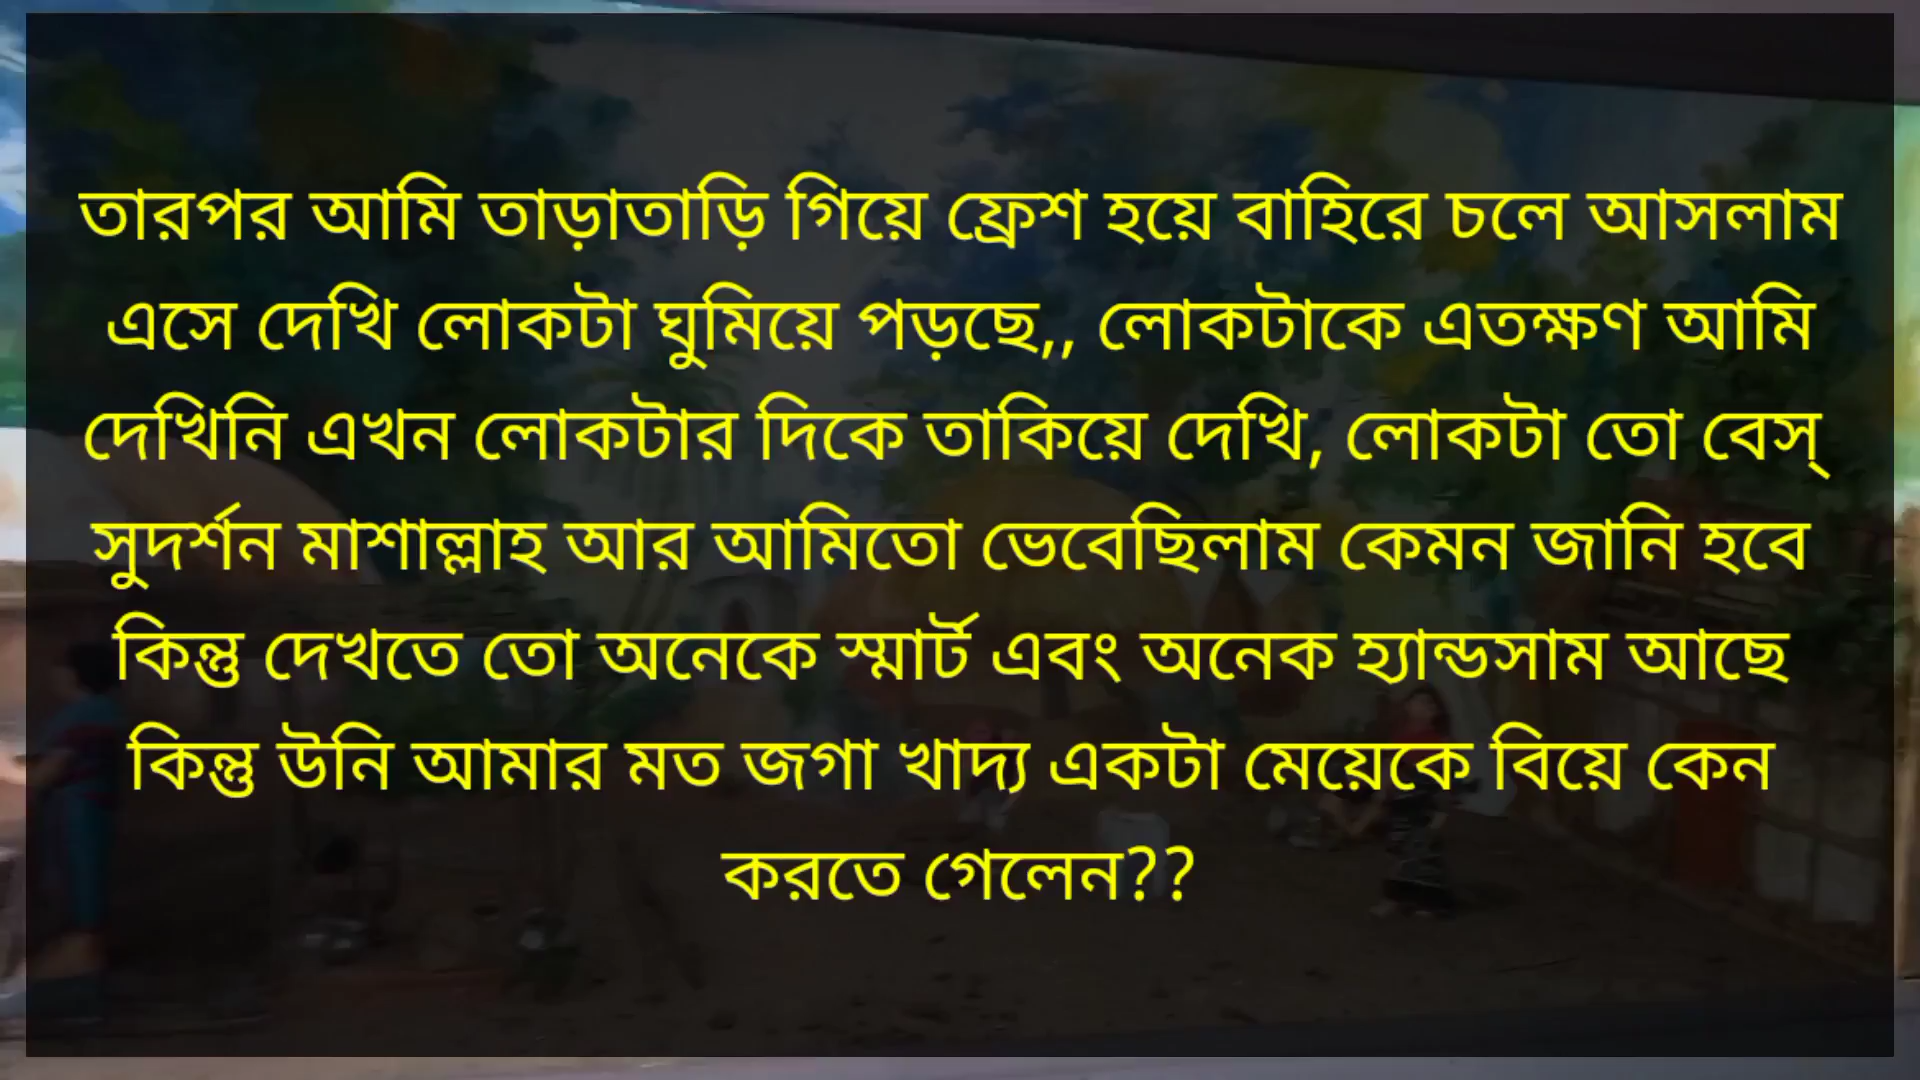 তারপর আমি তাড়াতাড়ি গিয়ে ফ্রেশ হয়ে বাহিরে চলে আসলাম
এসে দেখি লোকটা ঘুমিয়ে পড়ছে,, লোকটাকে এতক্ষণ আমি
দেখিনি এখন লোকটার দিকে তাকিয়ে দেখি, লোকটা তো বেস্
সুদর্শন মাশাল্লাহ আর আমিতো ভেবেছিলাম কেমন জানি হবে
কিন্তু দেখতে তো অনেকে স্মার্ট এবং অনেক হ্যান্ডসাম আছে
কিন্তু উনি আমার মত জগা খাদ্য একটা মেয়েকে বিয়ে কেন
করতে গেলেন??